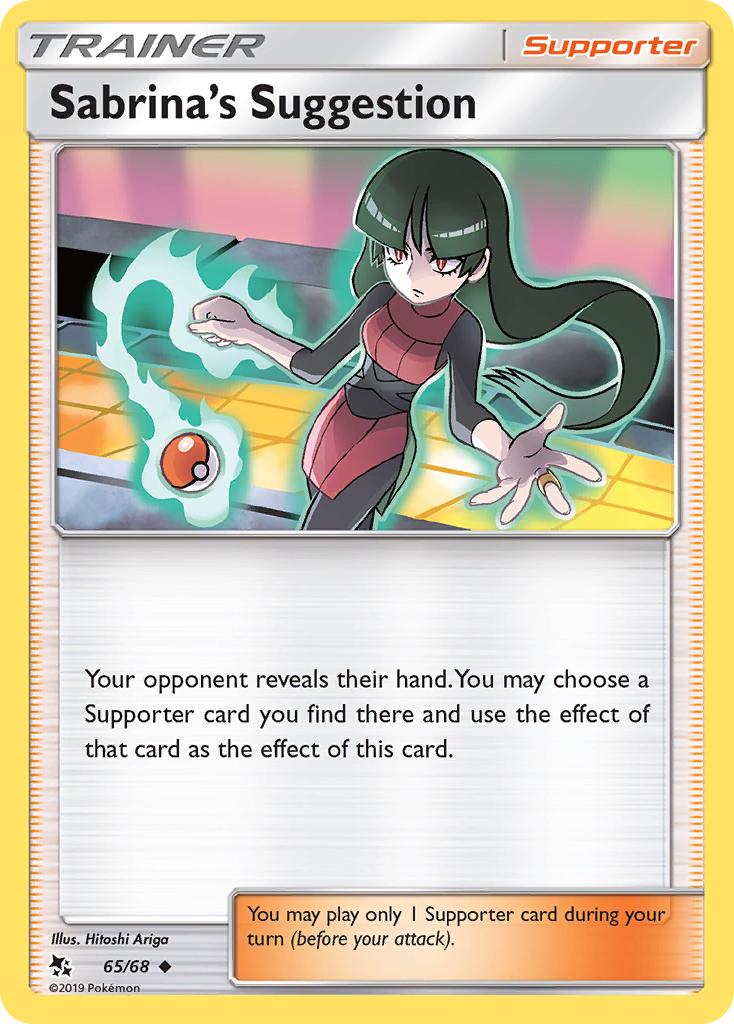 TRAINER
Supporter
Sabrina's Suggestion
Your opponent reveals their hand.You may choose a
Supporter card you find there and use the effect of
that card as the effect of this card.
You may play only 1 Supporter card during your
turn (before your attack).
Illus. Hitoshi Ariga
65/68
©2019 Pokémon